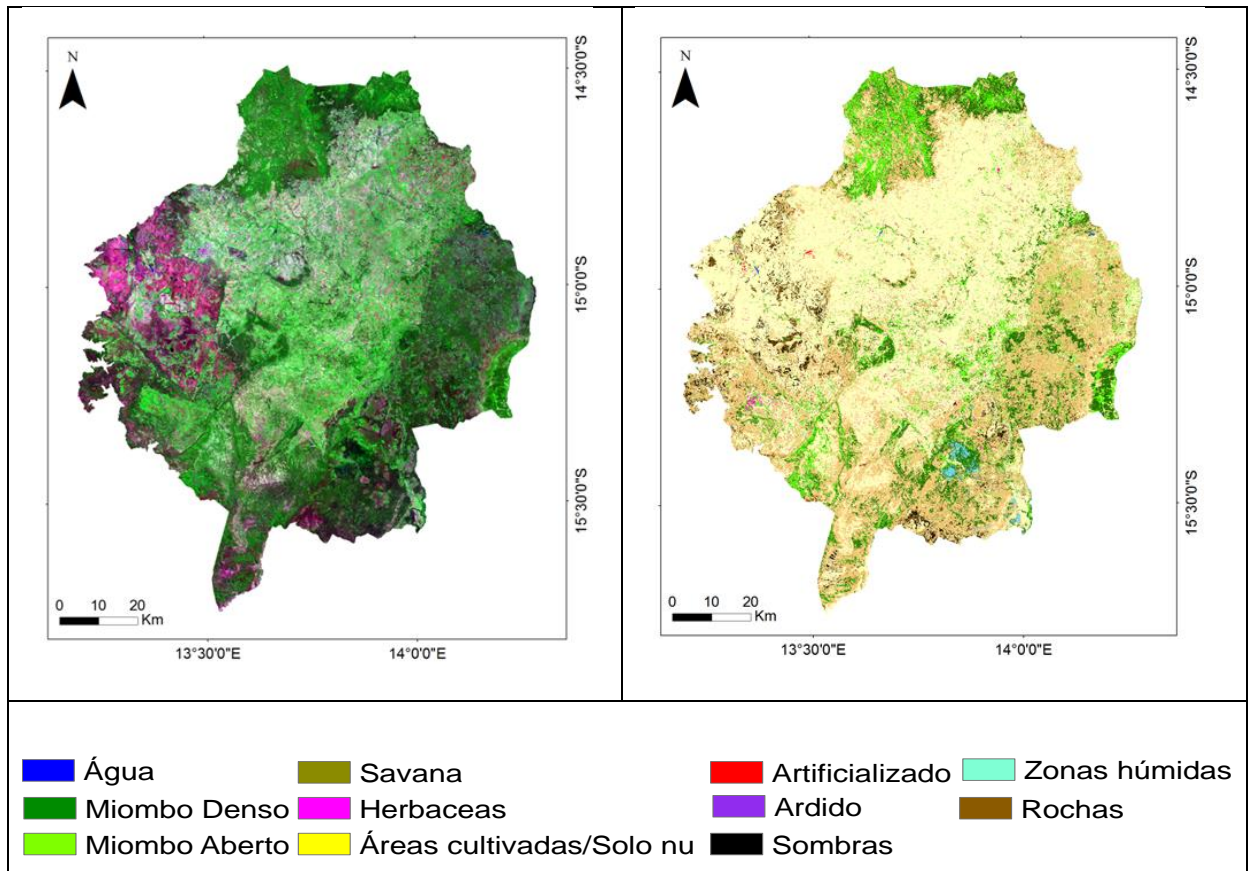 N
14°30'0"S
15°0'0"S
15°30'0"S
0 10 20
Km
13°30'0"E 14°0'0"E
N
14°30'0"S
15°0'0"S
15°30'0"S
0 10 20
Km
13°30'0"E 14°0'0"E
Água Savana Artificializado Zonas húmidas
Miombo Denso Herbaceas Ardido Rochas
Miombo Aberto Áreas cultivadas/Solo nu Sombras